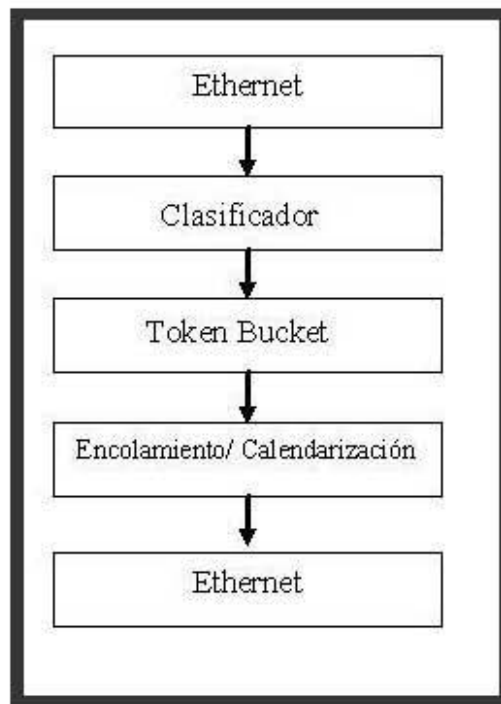 Ethernet
Clasificador
Token Bucket
Encolamiento/ Calendarización
Ethernet